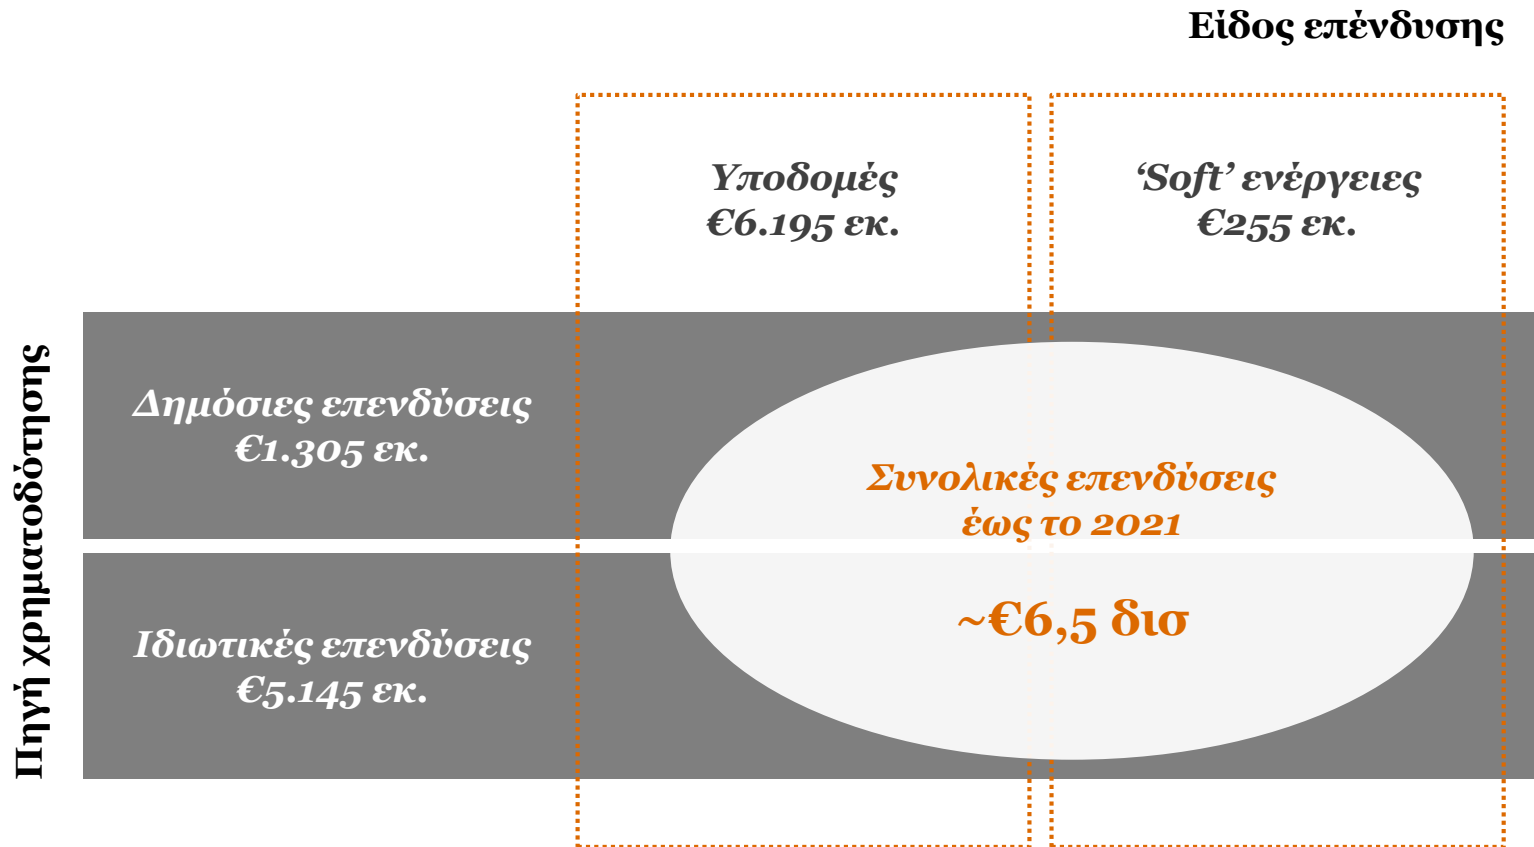 Είδος επένδυσης
Υποδομές
€6.195 εκ.
‘Soft’ ενέργειες
€255 εκ.
Πηγή χρηματοδότησης
Δημόσιες επενδύσεις
€1.305 εκ.
Συνολικές επενδύσεις
έως το 2021
~€6,5 δισ
Ιδιωτικές επενδύσεις
€5.145 εκ.